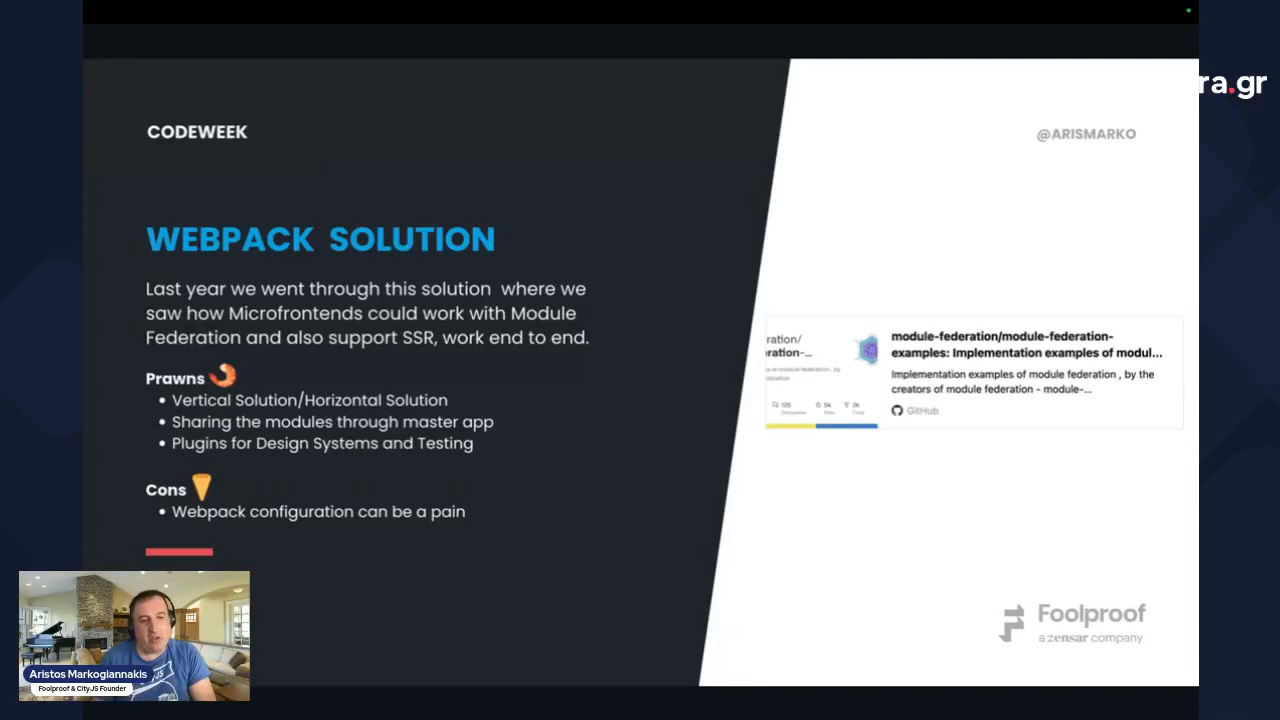 ra.gr
CODEWEEK
@ARISMARKO
WEBPACK SOLUTION
Last year we went through this solution where we
saw how Microfrontends could work with Module
Federation and also support SSR, work end to end.
Prawns
• Vertical Solution/Horizontal Solution
• Sharing the modules through master app
• Plugins for Design Systems and Testing
Cons
• Webpack configuration can be a pain
ration/
eration-...
module-federation/module-federation-
examples: Implementation examples of modul...
Implementation examples of module federation , by the
creators of module federation - module-...
GitHub
Foolproof
a zensar company
Aristos Markogiannakis
Foolproof & CityJS Founder